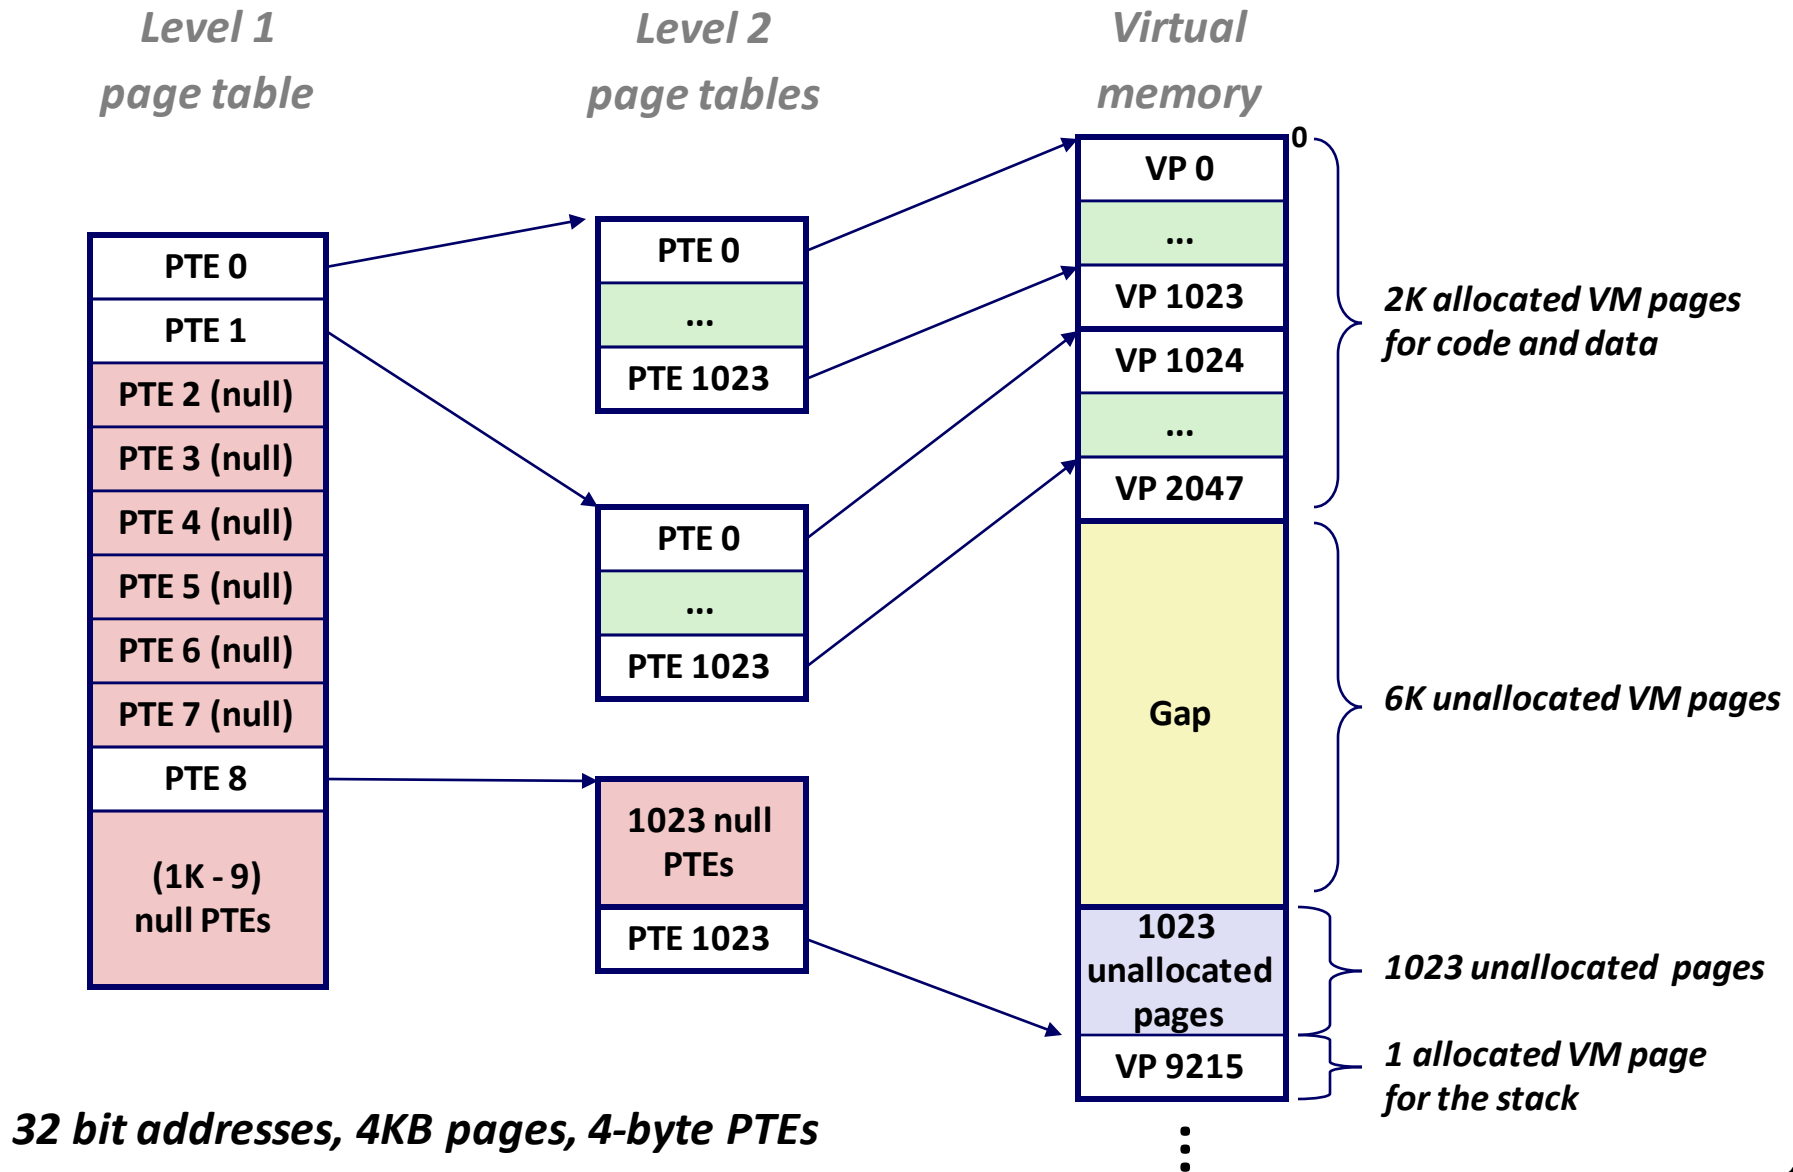 Level 1
page table
Level 2
page tables
Virtual
memory
PTE 0
PTE 1
PTE 2 (null)
PTE 3 (null)
PTE 4 (null)
PTE 5 (null)
PTE 6 (null)
PTE 7 (null)
PTE 8
(1K - 9)
null PTEs
PTE 0
...
PTE 1023
PTE 0
...
PTE 1023
1023 null
PTEs
PTE 1023
0
VP 0
...
VP 1023
VP 1024
...
VP 2047
Gap
1023
unallocated
pages
VP 9215
2K allocated VM pages
for code and data
6K unallocated VM pages
1023 unallocated pages
1 allocated VM page
for the stack
32 bit addresses, 4KB pages, 4-byte PTEs